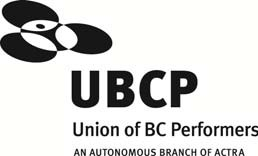 UBCP
Union of BC Performers
AN AUTONOMOUS BRANCH OF ACTRA